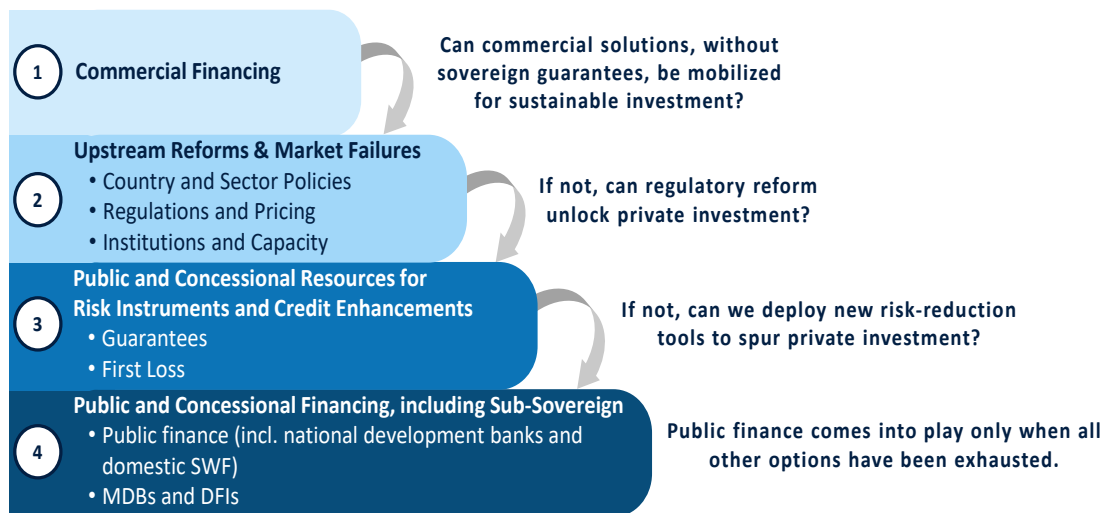 1
Commercial Financing
Can commercial solutions, without
sovereign guarantees, be mobilized
for sustainable investment?
2
Upstream Reforms & Market Failures
• Country and Sector Policies
• Regulations and Pricing
• Institutions and Capacity
If not, can regulatory reform
unlock private investment?
3
Public and Concessional Resources for
Risk Instruments and Credit Enhancements
• Guarantees
• First Loss
If not, can we deploy new risk-reduction
tools to spur private investment?
4
Public and Concessional Financing, including Sub-Sovereign
• Public finance (incl. national development banks and
domestic SWF)
• MDBs and DFIs
Public finance comes into play only when all
other options have been exhausted.